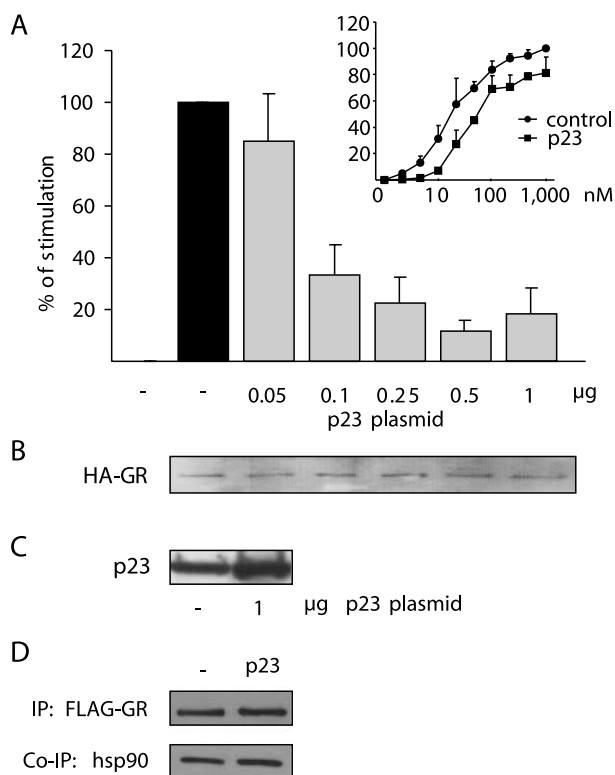 A
% of stimulation
120
100
80
60
40
20
- - 0.05 0.1 0.25 0.5 1 µg
p23 plasmid
120
100
80
60
40
20
0 10 100 1,000 nM
control
p23
B
HA-GR
C
p23
- 1 µg p23 plasmid
D
- p23
IP: FLAG-GR
Co-IP: hsp90